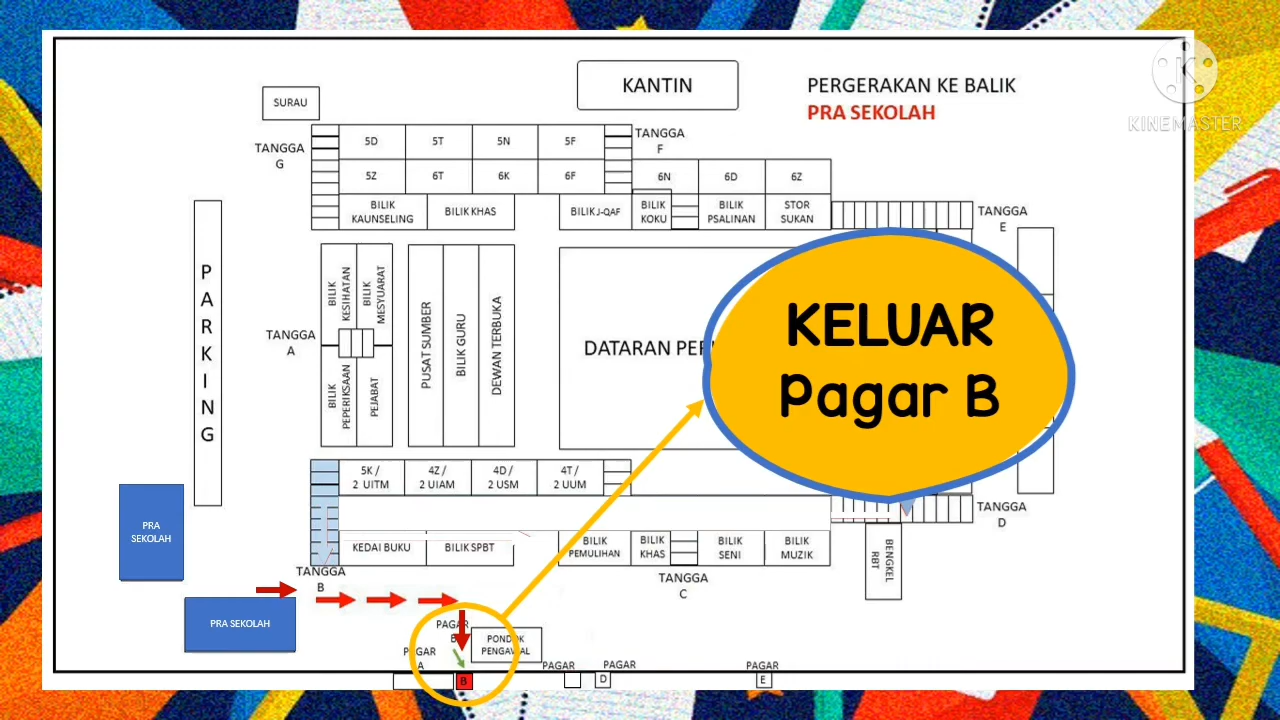 KANTIN
PERGERAKAN KE BALIK
PRA SEKOLAH
KINEMASTER
SURAU
TANGGA
G
5D
5T
5N
5F
TANGGA
F
5Z
6T
6K
6F
6N
6D
6Z
BILIK
KAUNSELING
BILIK KHAS
BILIK J-QAF
BILIK
KOKU
BILIK
PSALINAN
STOR
SUKAN
TANGGA
E
PARKING
BILIK
KESIHATAN
BILIK
MESYUARAT
TANGGA
A
BILIK
PEPERIKSAAN
PEJABAT
PUSAT SUMBER
BILIK GURU
DEWAN TERBUKA
DATARAN
KELUAR
Pagar B
5K /
2 UITM
4Z /
2 UIAM
4D /
2 USM
4T /
2 UUM
TANGGA
D
KEDAI BUKU
BILIK SPBT
BILIK
PEMULIHAN
BILIK
KHAS
BILIK
SENI
BILIK
MUZIK
BENGKEL
RBT
PRA
SEKOLAH
TANGGA
B
TANGGA
C
PRA SEKOLAH
PAGAR
B
PONDOK
PENGAWAL
PAGAR
A
PAGAR
PAGAR
PAGAR
B
D
E